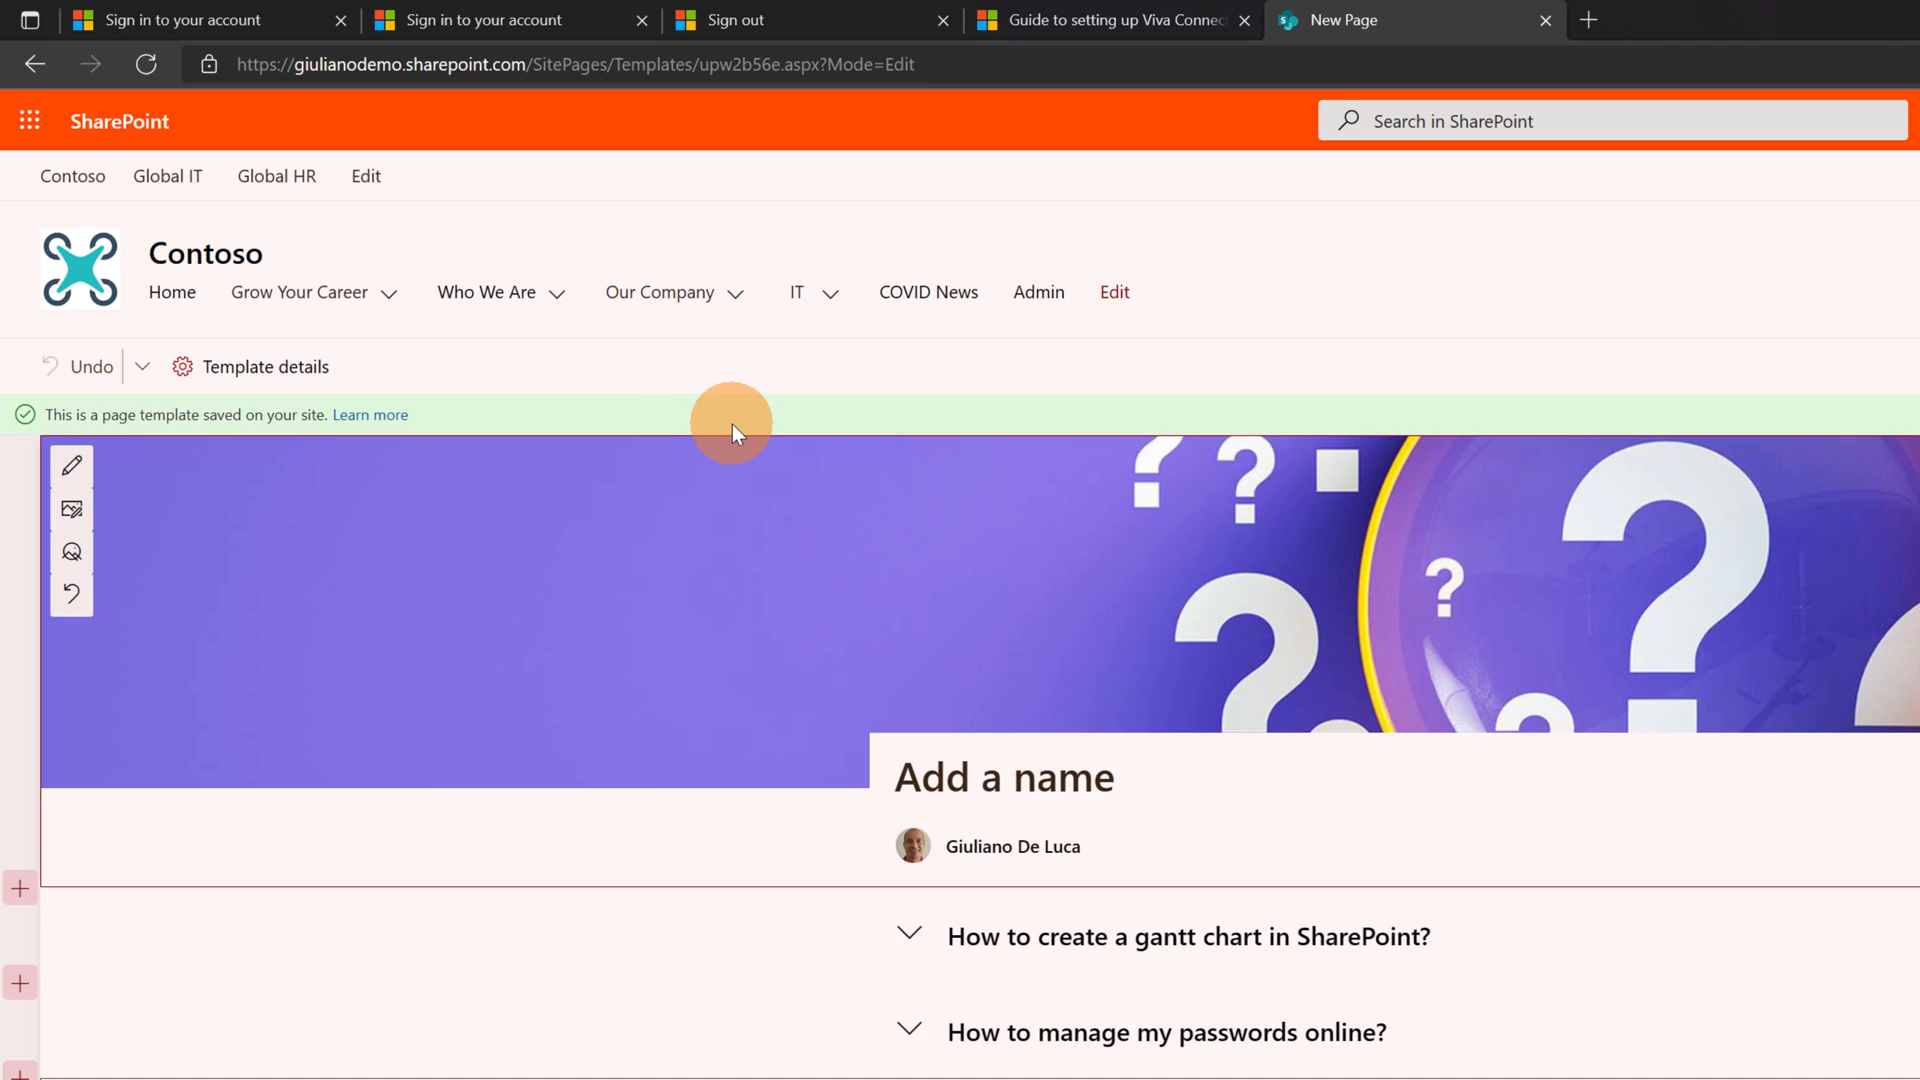 Sign in to your account
Sign in to your account
Sign out
Guide to setting up Viva Connec
New Page
https://giulianodemo.sharepoint.com/SitePages/Templates/upw2b56e.aspx?Mode=Edit
SharePoint
Search in SharePoint
Contoso
Global IT
Global HR
Edit
Contoso
Home
Grow Your Career
Who We Are
Our Company
IT
COVID News
Admin
Edit
Undo
Template details
This is a page template saved on your site. Learn more
Add a name
Giuliano De Luca
How to create a gantt chart in SharePoint?
How to manage my passwords online?